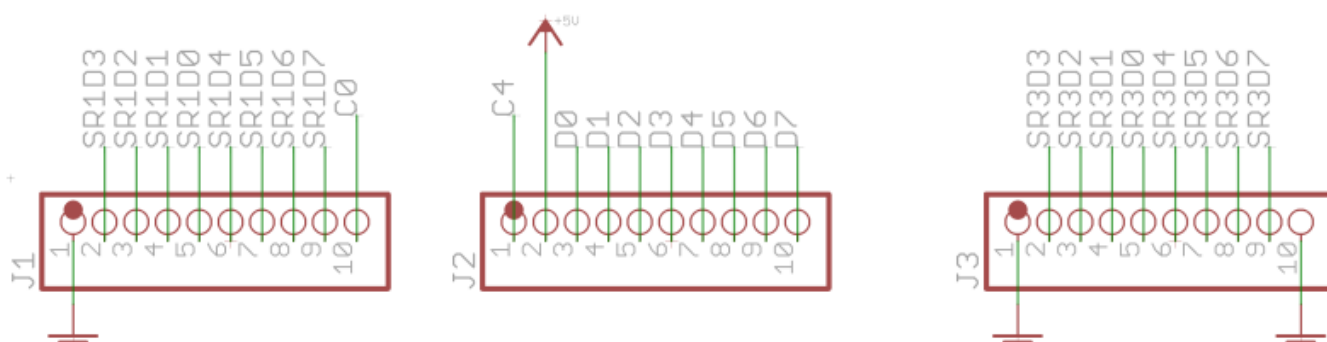 +5V
SR1D3
SR1D2
SR1D1
SR1D0
SR1D4
SR1D5
SR1D6
SR1D7
C0
C4
D0
D1
D2
D3
D4
D5
D6
D7
SR3D3
SR3D2
SR3D1
SR3D0
SR3D4
SR3D5
SR3D6
SR3D7
J1
1
2
3
4
5
6
7
8
9
10
J2
1
2
3
4
5
6
7
8
9
10
J3
1
2
3
4
5
6
7
8
9
10